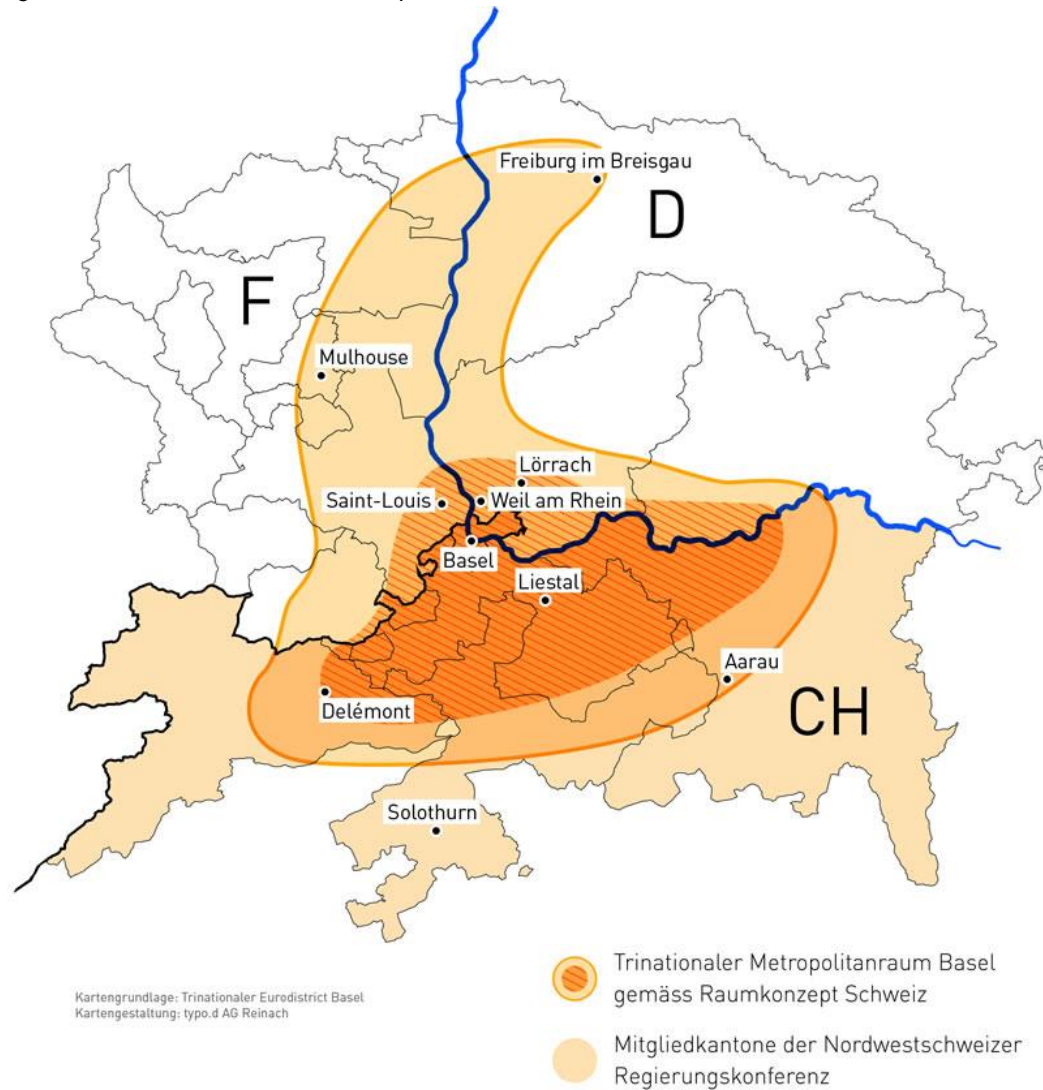 Freiburg im Breisgau
D
F
Mulhouse
Lörrach
Saint-Louis
Weil am Rhein
Basel
Liestal
Aarau
Delémont
CH
Solothurn
Trinationaler Metropolitanraum Basel
gemäss Raumkonzept Schweiz
Kartengrundlage: Trinationaler Eurodistrict Basel
Kartengestaltung: typo.d AG Reinach
Mitgliedkantone der Nordwestschweizer
Regierungskonferenz